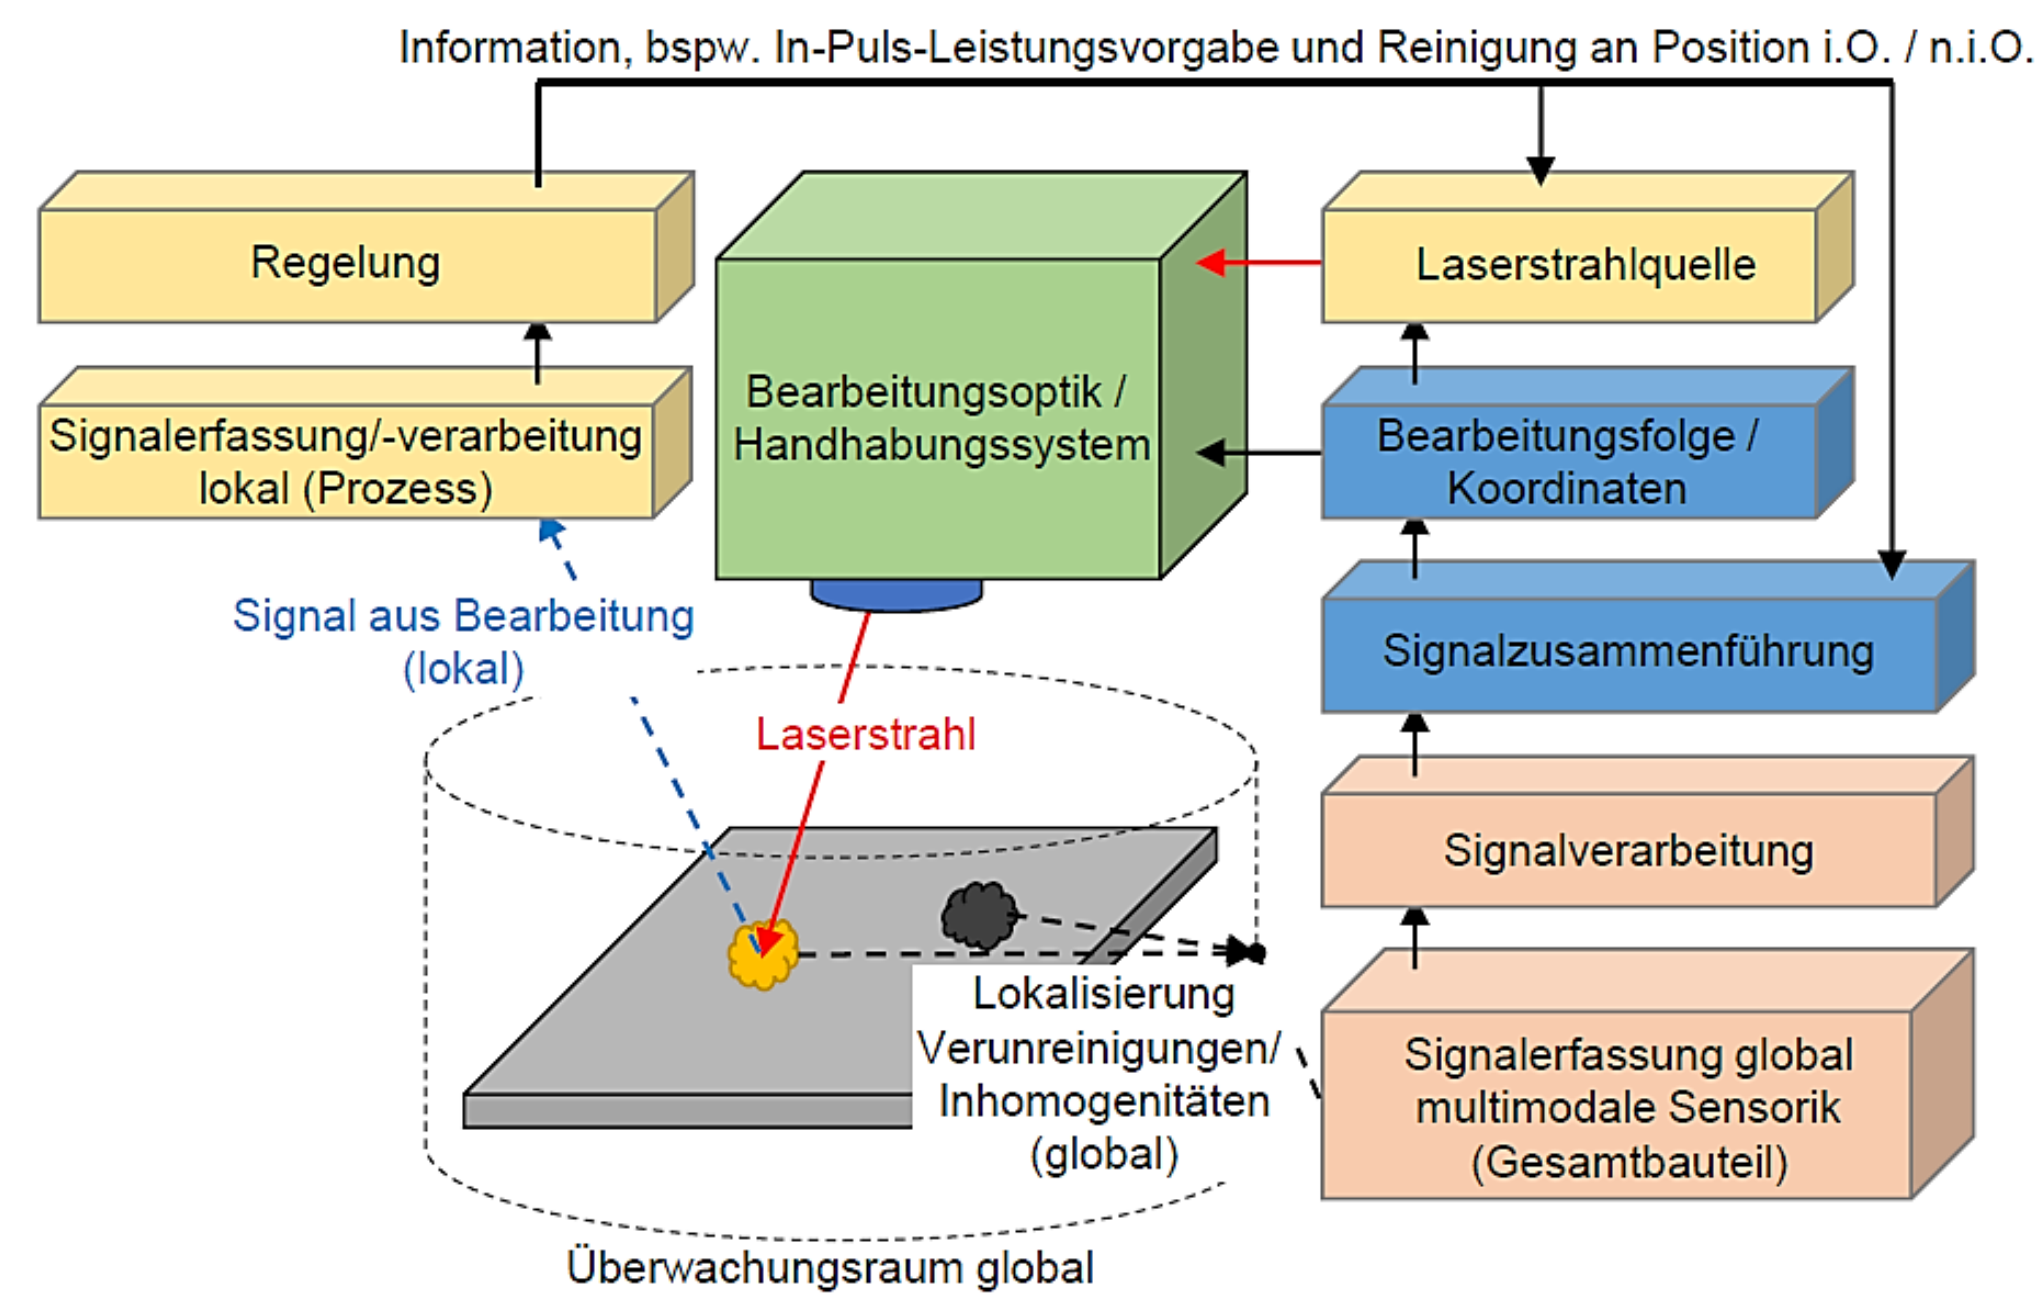 Information, bspw. In-Puls-Leistungsvorgabe und Reinigung an Position i.O. / n.i.O.
Regelung
Signalerfassung/-verarbeitung
lokal (Prozess)
Signal aus Bearbeitung
(lokal)
Bearbeitungsoptik /
Handhabungssystem
Laserstrahl
Laserstrahlquelle
Bearbeitungsfolge /
Koordinaten
Signalzusammenführung
Signalverarbeitung
Signalerfassung global
multimodale Sensorik
(Gesamtbauteil)
Lokalisierung
Verunreinigungen/
Inhomogenitäten
(global)
Überwachungsraum global